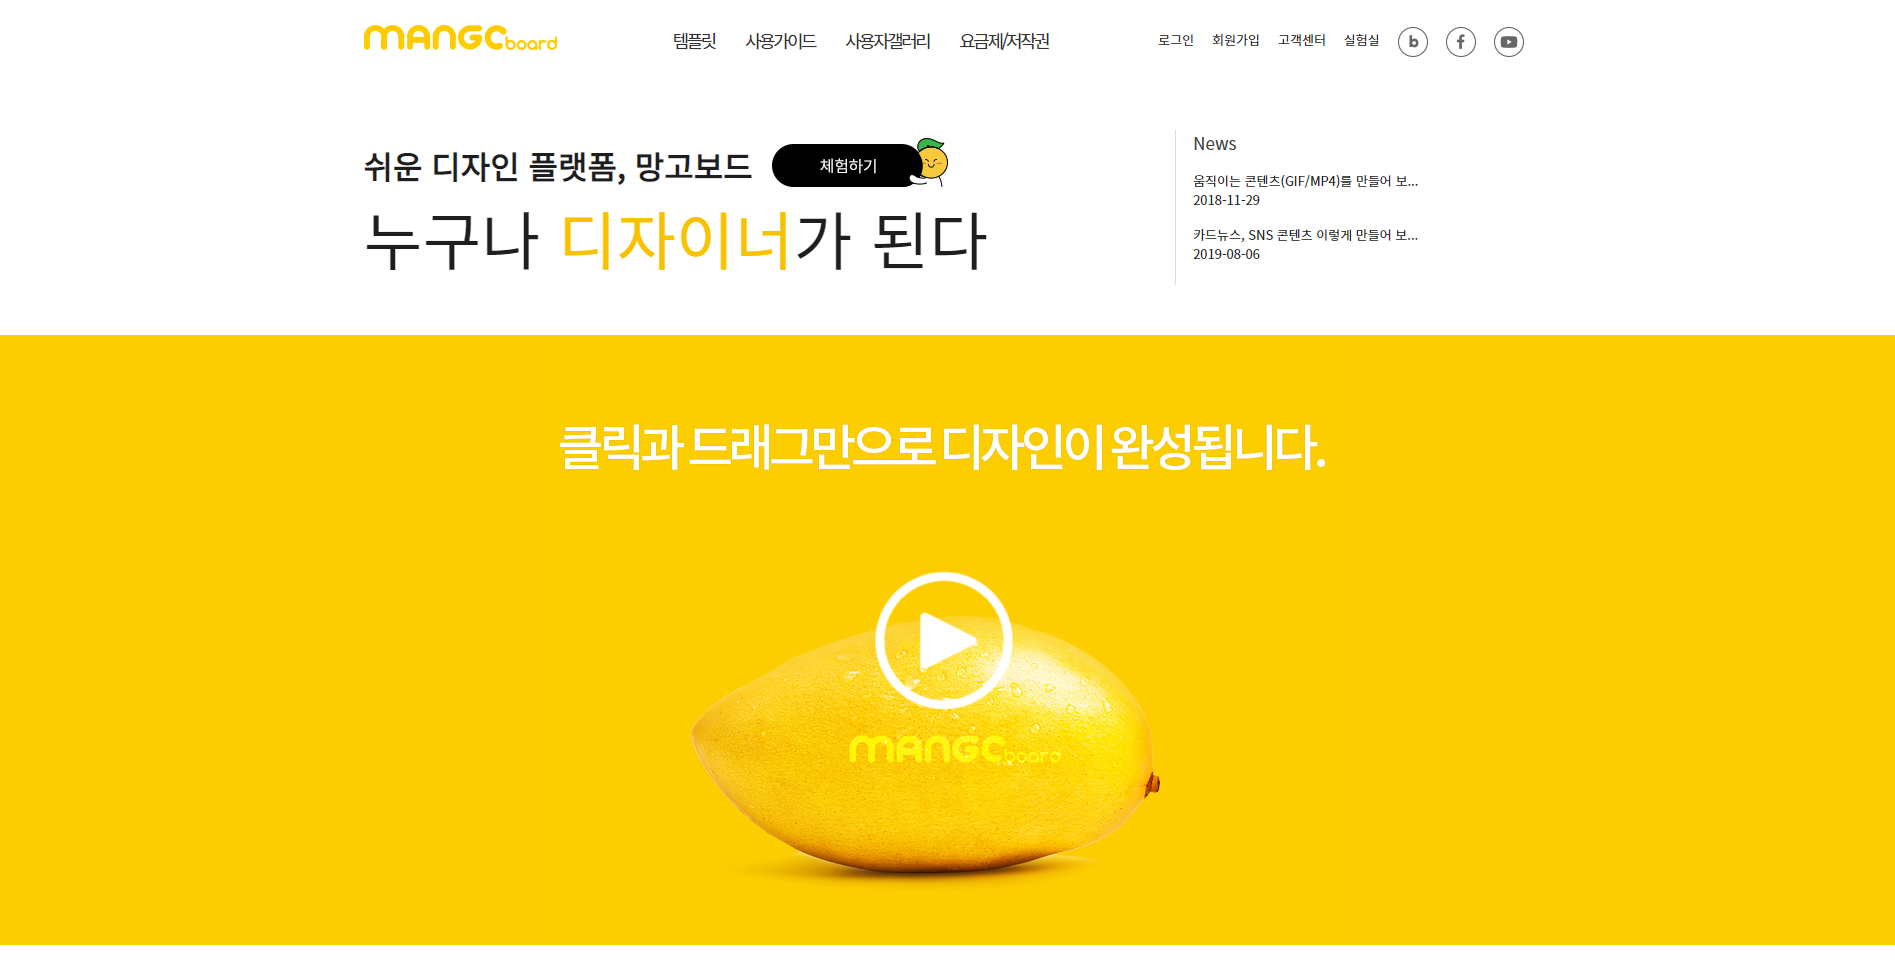 MANGOboard
템플릿 사용가이드 사용자갤러리 요금제/저작권
로그인 회원가입 고객센터 실험실
쉬운 디자인 플랫폼, 망고보드 체험하기
누구나 디자이너가 된다
News
움직이는 콘텐츠(GIF/MP4)를 만들어 보...
2018-11-29
카드뉴스, SNS 콘텐츠 이렇게 만들어 보...
2019-08-06
클릭과 드래그만으로 디자인이 완성됩니다.
MANGOboard